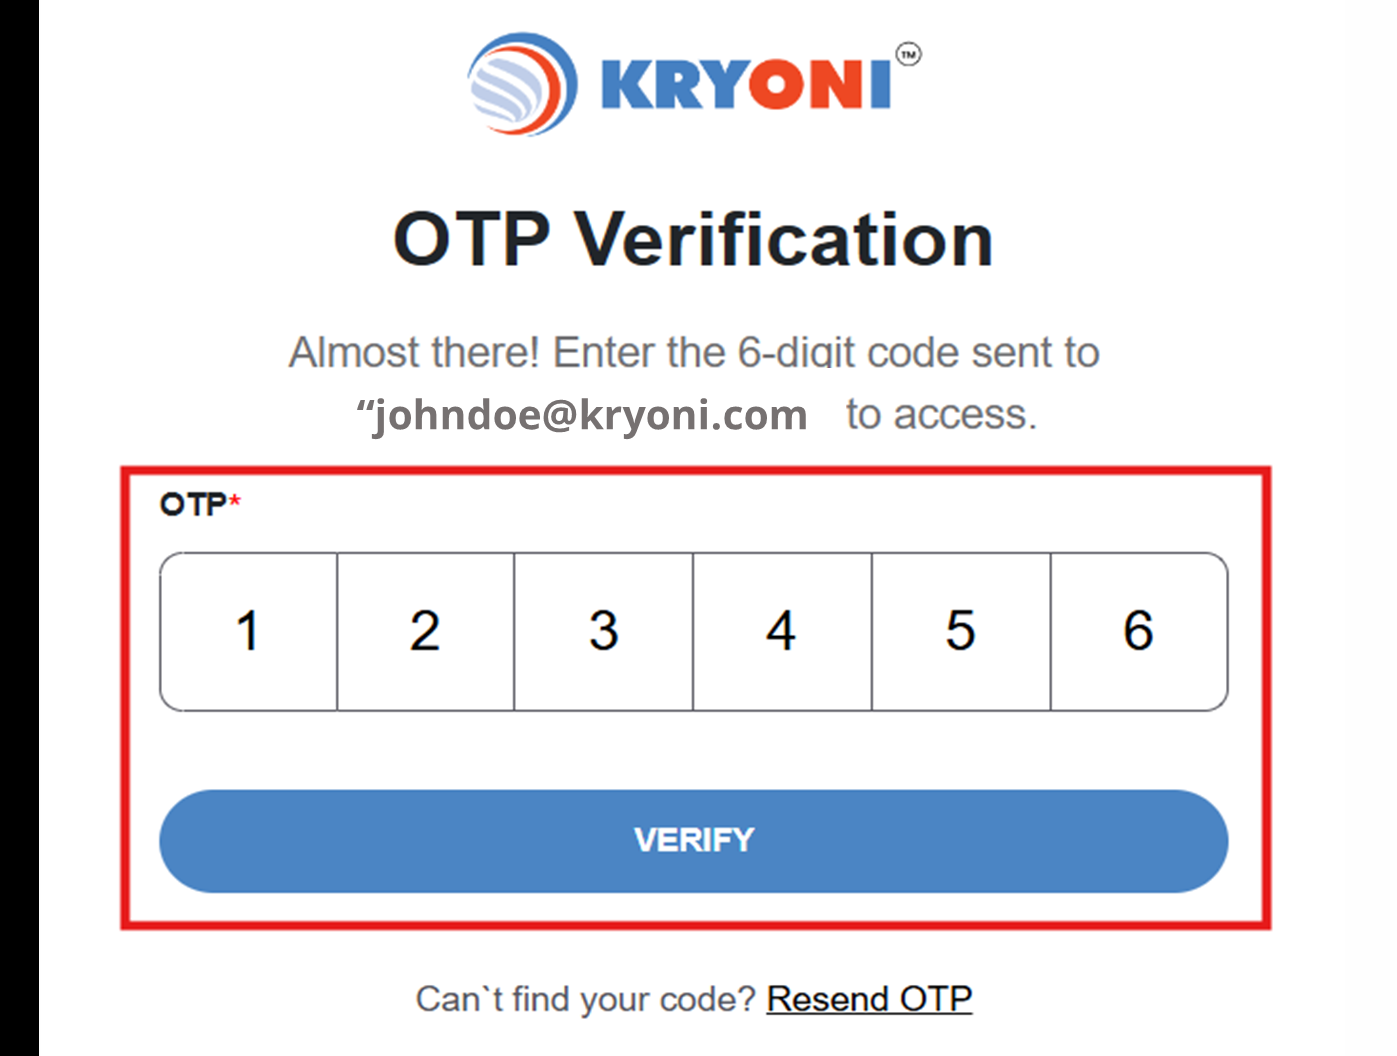 KRYONI™
OTP Verification
Almost there! Enter the 6-digit code sent to
“johndoe@kryoni.com to access.
OTP*
1 2 3 4 5 6
VERIFY
Can`t find your code? Resend OTP